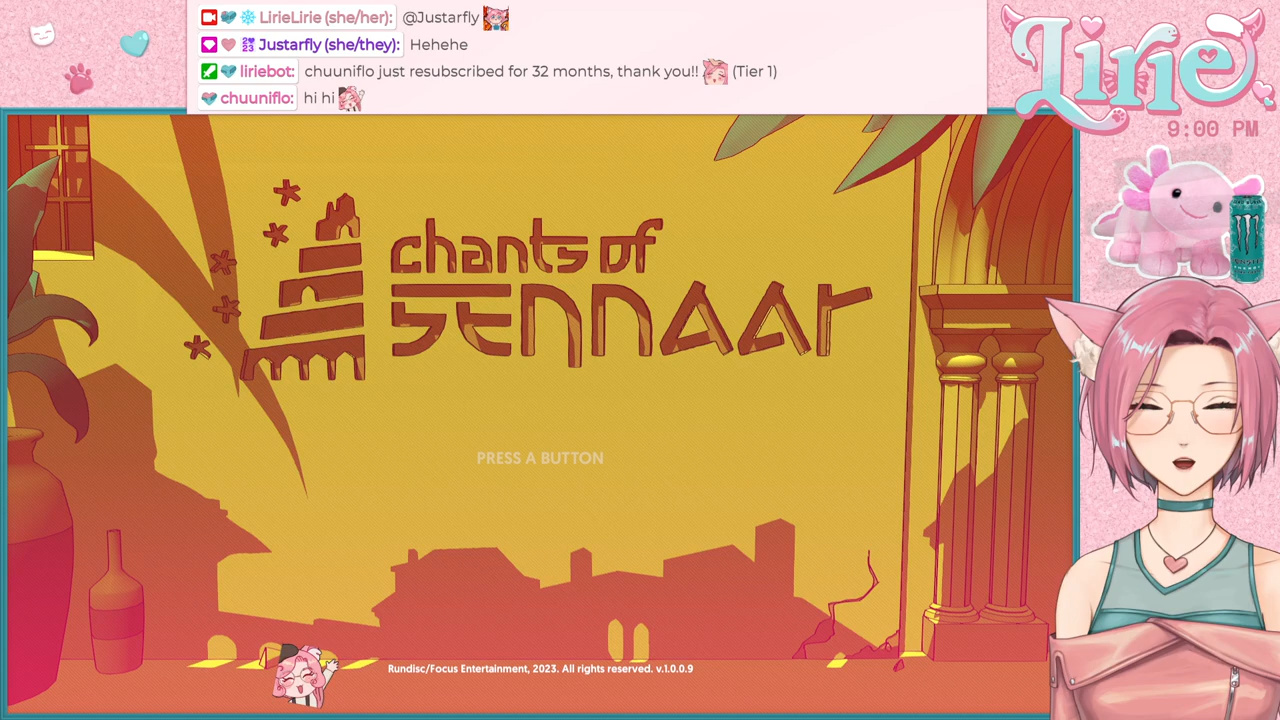 LirieLirie (she/her): @Justarfly
Justarfly (she/they): Hehehe
liriebot: chuuniflo just resubscribed for 32 months, thank you!! (Tier 1)
chuuniflo: hi hi
Lirie
9:00 PM
chants of
SENNAAR
PRESS A BUTTON
Rundisc/Focus Entertainment, 2023. All rights reserved. v.1.0.0.9